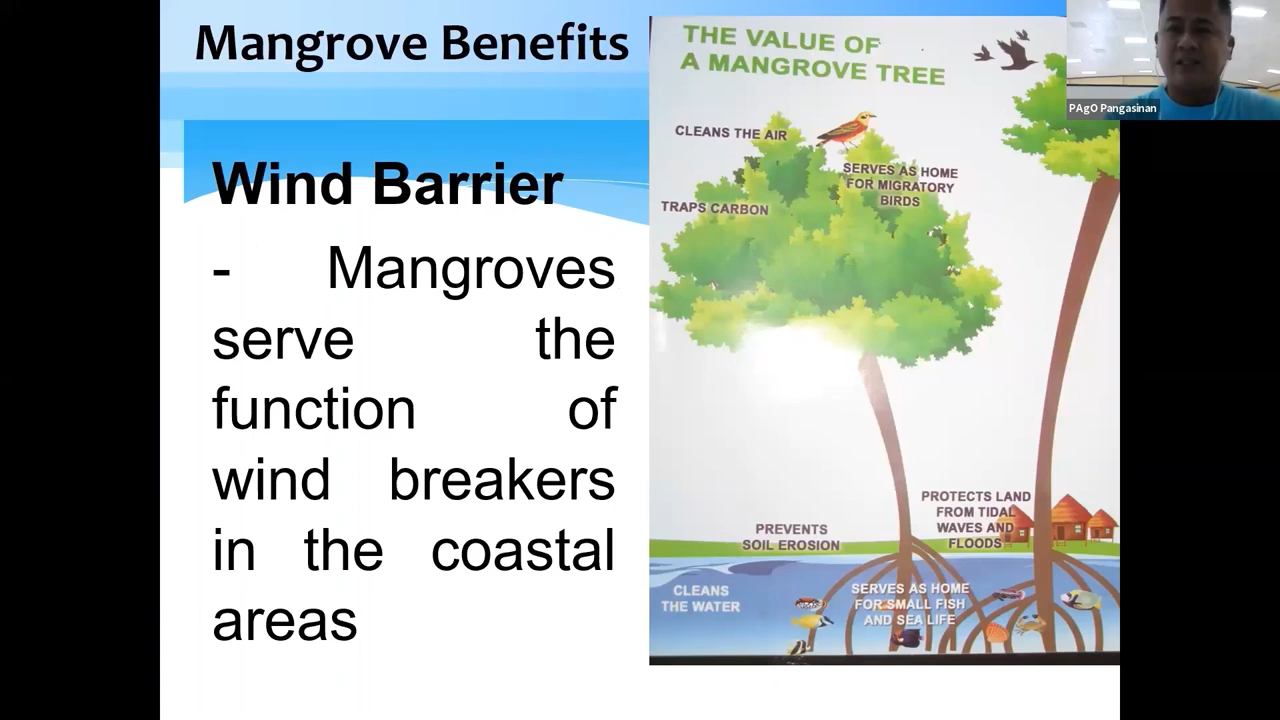 Mangrove Benefits
Wind Barrier
- Mangroves
serve the
function of
wind breakers
in the coastal
areas
THE VALUE OF
A MANGROVE TREE
CLEANS THE AIR
SERVES AS HOME
FOR MIGRATORY
BIRDS
TRAPS CARBON
PROTECTS LAND
FROM TIDAL
WAVES AND
FLOODS
PREVENTS
SOIL EROSION
CLEANS
THE WATER
SERVES AS HOME
FOR SMALL FISH
AND SEA LIFE
PAgO Pangasinan